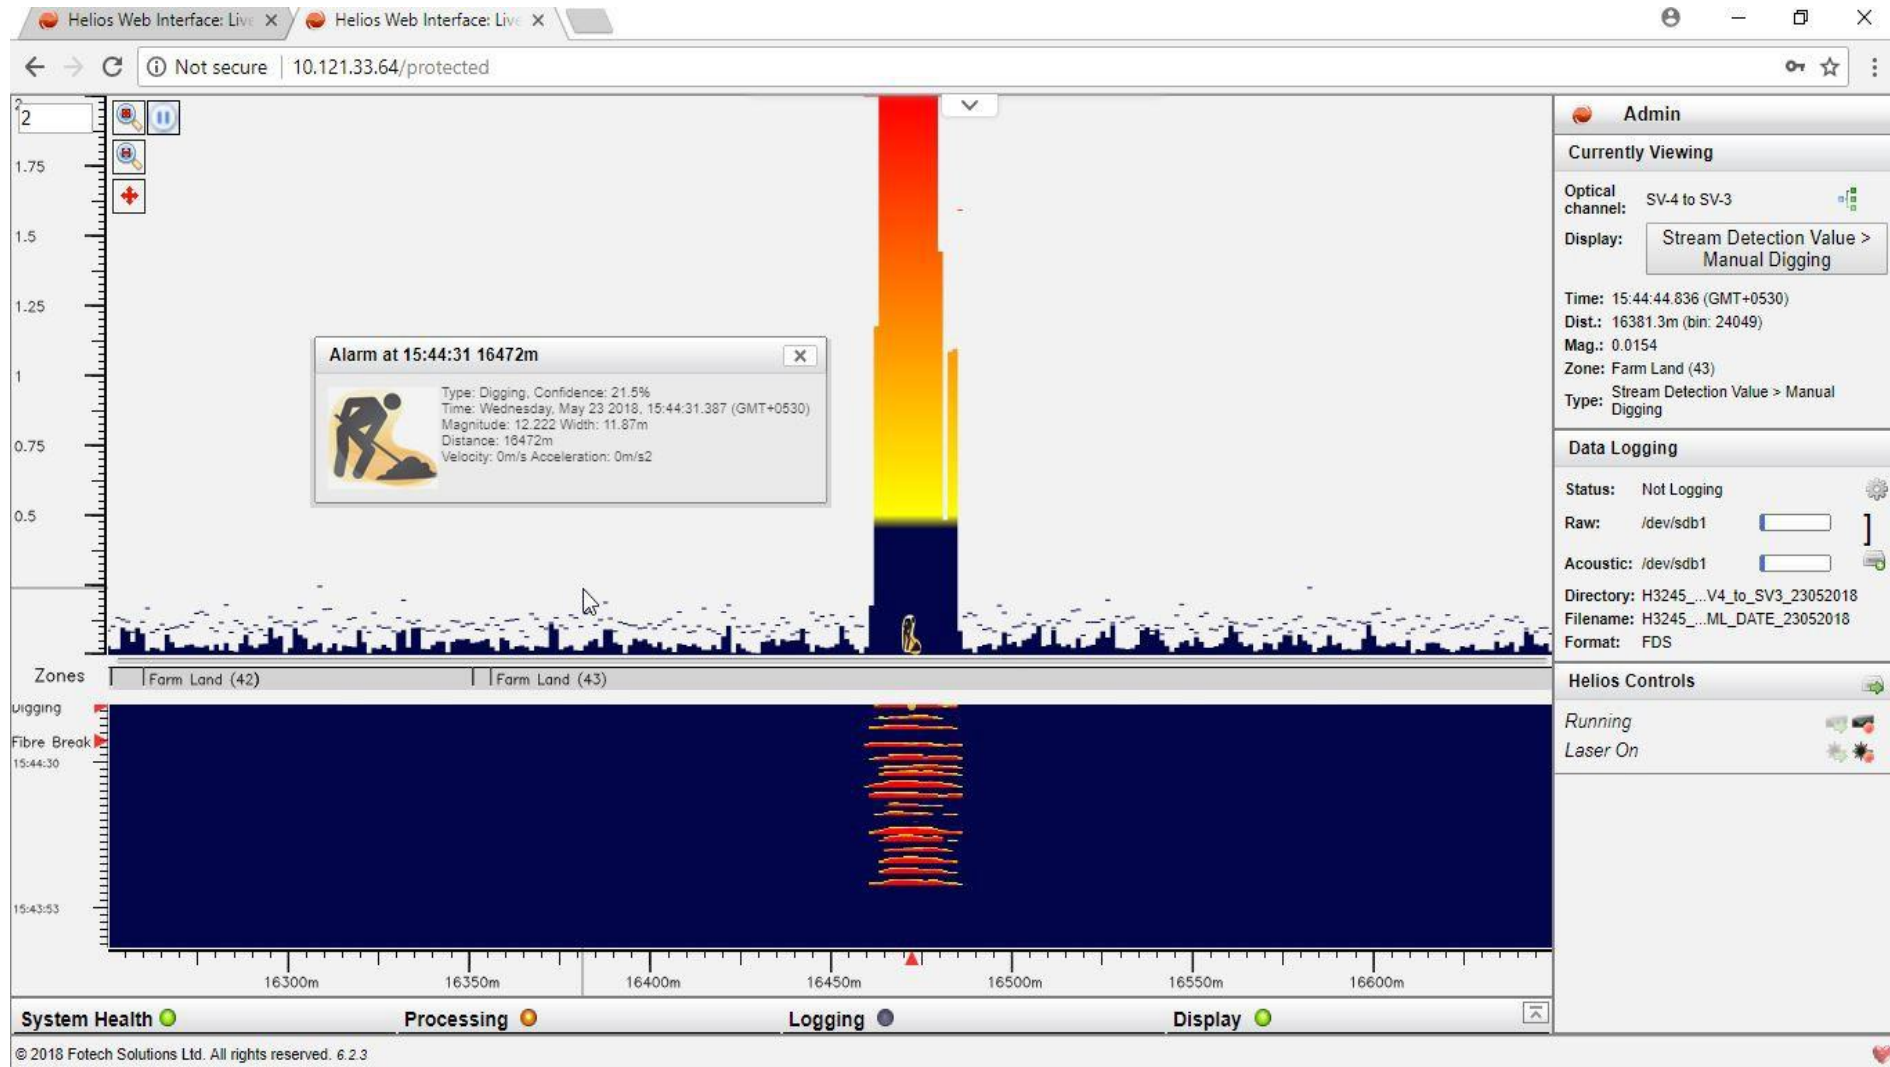 Helios Web Interface: Live
Helios Web Interface: Live
Not secure | 10.121.33.64/protected
2
2
1.75
1.5
1.25
1
0.75
0.5
Alarm at 15:44:31 16472m
Type: Digging, Confidence: 21.5%
Time: Wednesday, May 23 2018, 15:44:31.387 (GMT+0530)
Magnitude: 12.222 Width: 11.87m
Distance: 16472m
Velocity: 0m/s Acceleration: 0m/s2
Zones
Farm Land (42)
Farm Land (43)
Digging
Fibre Break
15:44:30
15:43:53
16300m
16350m
16400m
16450m
16500m
16550m
16600m
Admin
Currently Viewing
Optical channel: SV-4 to SV-3
Display: Stream Detection Value >
Manual Digging
Time: 15:44:44.836 (GMT+0530)
Dist.: 16381.3m (bin: 24049)
Mag.: 0.0154
Zone: Farm Land (43)
Type: Stream Detection Value > Manual
Digging
Data Logging
Status: Not Logging
Raw: /dev/sdb1
Acoustic: /dev/sdb1
Directory: H3245_...V4_to_SV3_23052018
Filename: H3245_...ML_DATE_23052018
Format: FDS
Helios Controls
Running
Laser On
System Health
Processing
Logging
Display
© 2018 Fotech Solutions Ltd. All rights reserved. 6.2.3